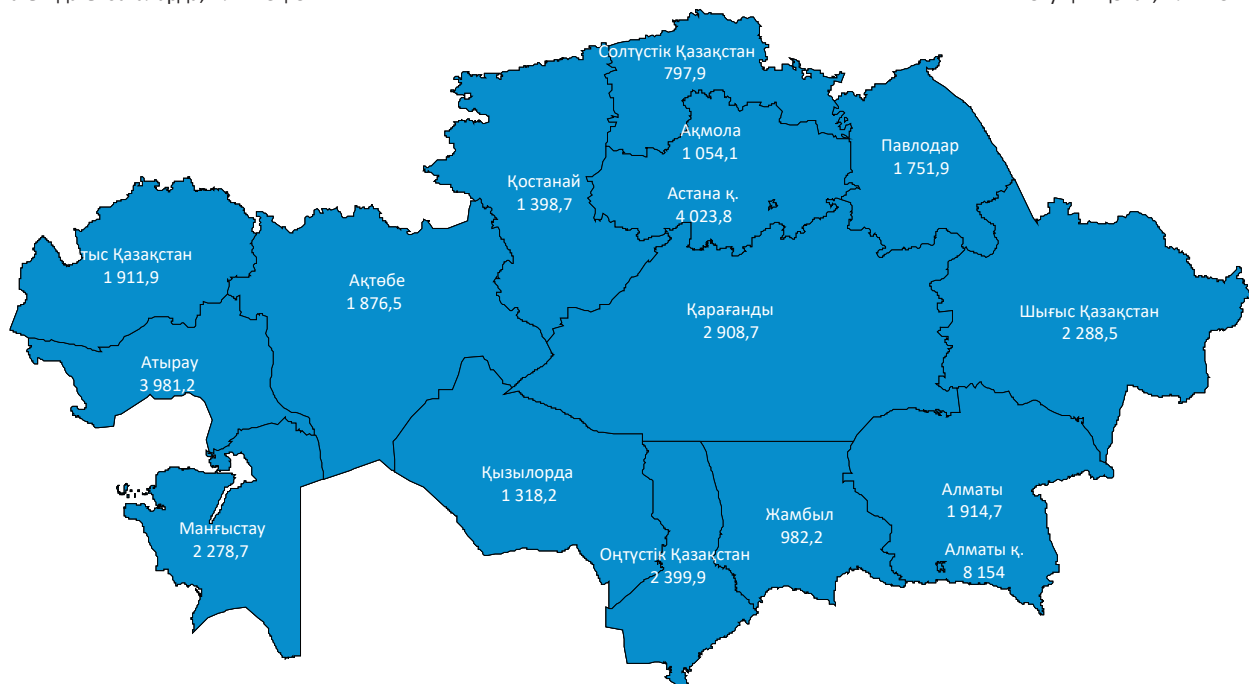 Солтүстік Қазақстан
797,9
Ақмола
1 054,1
Павлодар
1 751,9
Қостанай
1 398,7
Астана қ.
4 023,8
тыс Қазақстан
1 911,9
Ақтөбе
1 876,5
Қарағанды
2 908,7
Шығыс Қазақстан
2 288,5
Атырау
3 981,2
Қызылорда
1 318,2
Алматы
1 914,7
Жамбыл
982,2
Маңғыстау
2 278,7
Оңтүстік Қазақстан
2 399,9
Алматы қ.
8 154